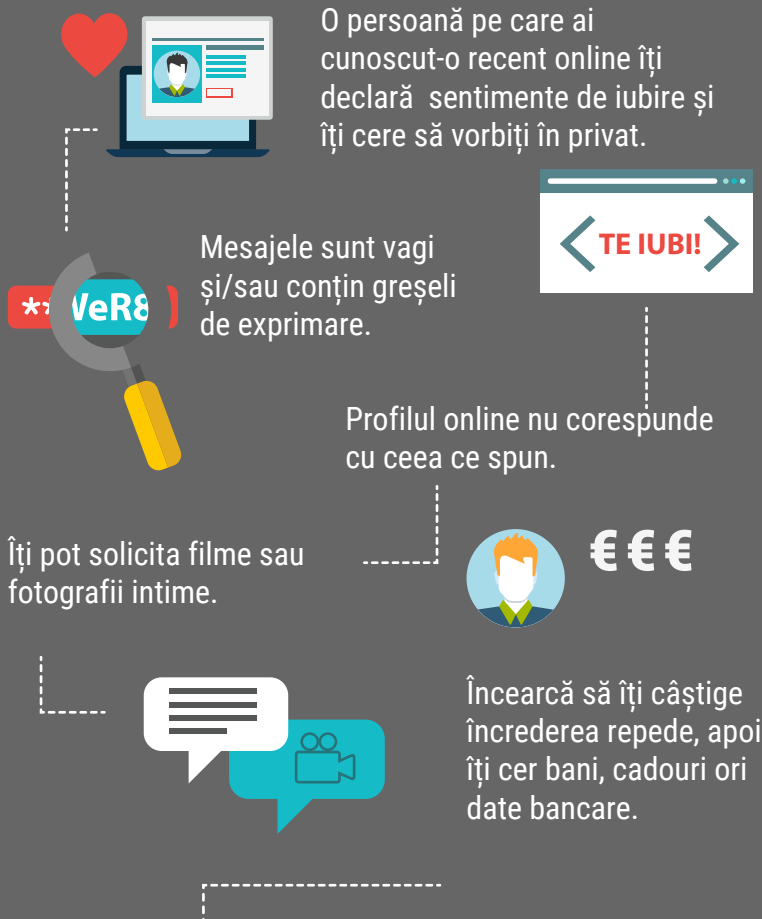 O persoană pe care ai
cunoscut-o recent online îți
declară  sentimente de iubire și
îți cere să vorbiți în privat.
TE IUBI!
Mesajele sunt vagi
și/sau conțin greșeli
de exprimare.
** VeR8
Profilul online nu corespunde
cu ceea ce spun.
€ € €
Îți pot solicita filme sau
fotografii intime.
Încearcă să îți câștige
încrederea repede, apoi
îți cer bani, cadouri ori
date bancare.